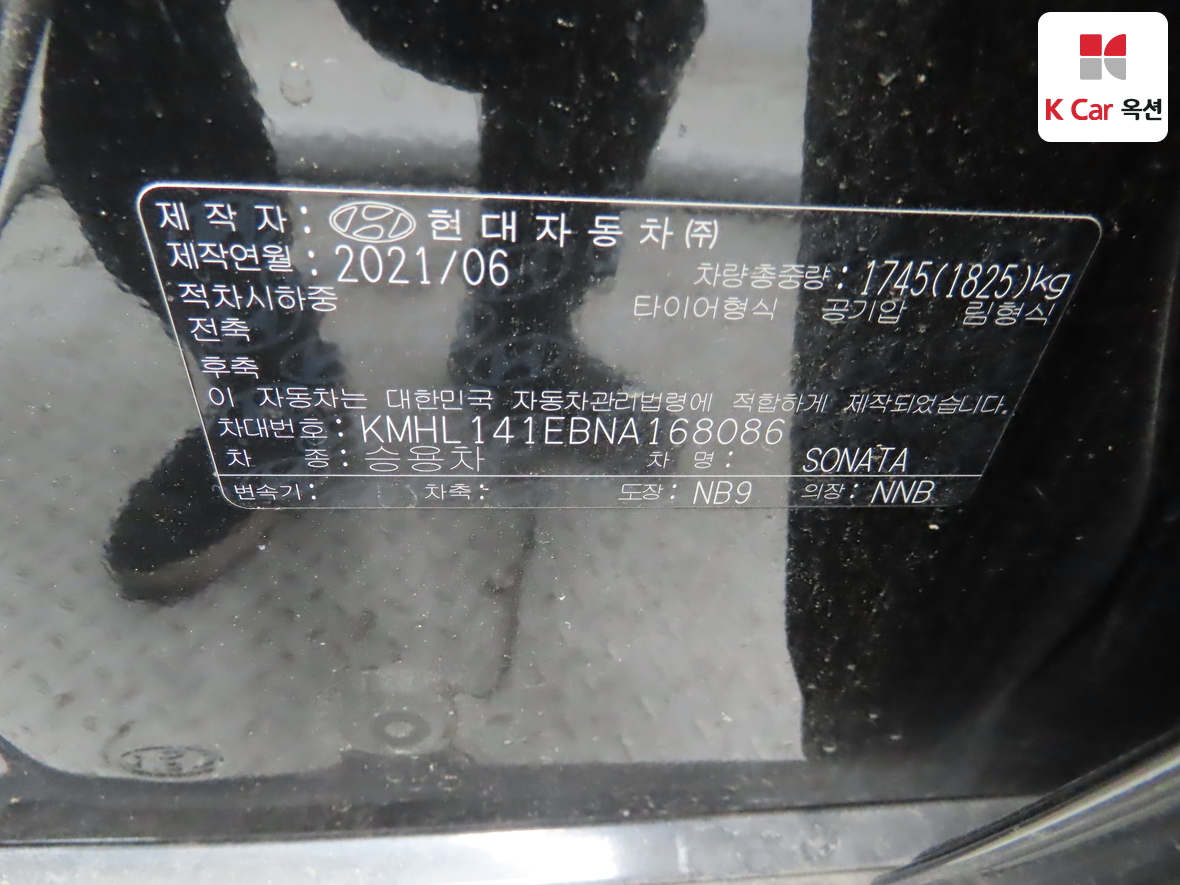 K Car 옥션
제 작 자 : 현 대 자 동 차 ㈜
제작연월 : 2021/06
차량총중량 : 1745(1825)kg
적차시하중 타이어형식 공기압 림형식
전축
후축
이 자동차는 대한민국 자동차관리법령에 적합하게 제작되었습니다.
차대번호 : KMHL141EBNA168086
차 종 : 승용차 차 명 : SONATA
변속기 : 차축 : 도장 : NB9 의장 : NNB